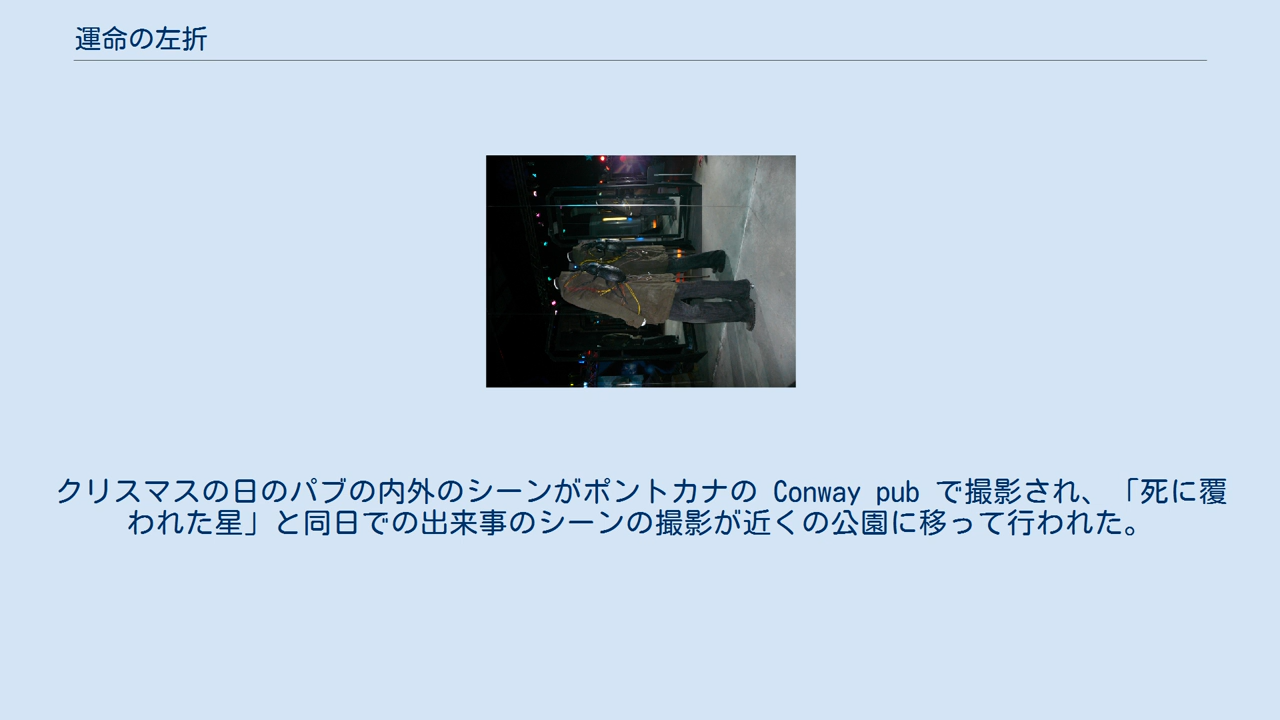 運命の左折
クリスマスの日のパブの内外のシーンがポントカナの Conway pub で撮影され、「死に覆
われた星」と同日での出来事のシーンの撮影が近くの公園に移って行われた。